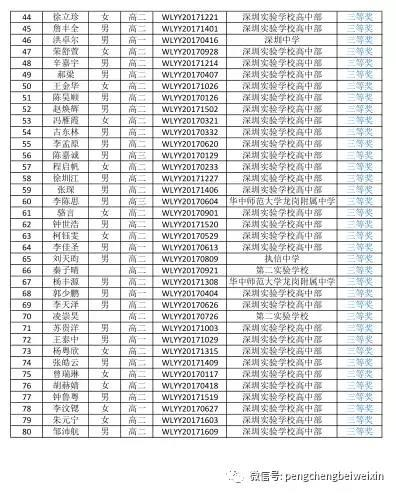 44 徐立珍 女 高二 WLYY20171221 深圳实验学校高中部 三等奖
45 詹丰全 男 高二 WLYY20171401 深圳实验学校高中部 三等奖
46 洪卓尔 男 高一 WLYY20170416 深圳中学 三等奖
47 荣舒萱 女 高二 WLYY20170928 深圳实验学校高中部 三等奖
48 辛嘉宇 男 高二 WLYY20171214 深圳实验学校高中部 三等奖
49 郝梁 男 高二 WLYY20170407 深圳实验学校高中部 三等奖
50 王金华 女 高二 WLYY20171026 深圳实验学校高中部 三等奖
51 陈昊顺 男 高二 WLYY20170126 深圳实验学校高中部 三等奖
52 赵焕辉 男 高二 WLYY20171502 深圳实验学校高中部 三等奖
53 冯雁霞 女 高二 WLYY20170321 深圳实验学校高中部 三等奖
54 古东林 男 高二 WLYY20170332 深圳实验学校高中部 三等奖
55 李孟原 男 高二 WLYY20170620 深圳实验学校高中部 三等奖
56 陈嘉诚 男 高三 WLYY20170129 深圳实验学校高中部 三等奖
57 程启帆 女 高二 WLYY20170233 深圳实验学校高中部 三等奖
58 徐圳江 男 高二 WLYY20171227 深圳实验学校高中部 三等奖
59 张琛 男 高二 WLYY20171406 深圳实验学校高中部 三等奖
60 李陈思 男 高三 WLYY20170604 华中师范大学龙岗附属中学 三等奖
61 骆言 女 高二 WLYY20170901 深圳实验学校高中部 三等奖
62 钟世浩 男 高二 WLYY20171520 深圳实验学校高中部 三等奖
63 柯钰雯 女 高二 WLYY20170529 深圳实验学校高中部 三等奖
64 李佳圣 男 高一 WLYY20170613 深圳实验学校高中部 三等奖
65 刘天昀 男 高二 WLYY20170809 执信中学 三等奖
66 秦子晴 高二 WLYY20170921 第二实验学校 三等奖
67 杨丰源 男 高二 WLYY20171308 华中师范大学龙岗附属中学 三等奖
68 郭少鹏 男 高一 WLYY20170404 深圳实验学校高中部 三等奖
69 李天泽 男 高二 WLYY20170626 深圳实验学校高中部 三等奖
70 凌崇昊 高二 WLYY20170726 第二实验学校 三等奖
71 苏贵洋 男 高二 WLYY20171003 深圳实验学校高中部 三等奖
72 王泰中 男 高一 WLYY20171029 深圳实验学校高中部 三等奖
73 杨粤欣 女 高二 WLYY20171315 深圳实验学校高中部 三等奖
74 张皓云 男 高二 WLYY20171409 深圳实验学校高中部 三等奖
75 曾瑞琳 女 高二 WLYY20170117 深圳实验学校高中部 三等奖
76 胡赫婧 女 高二 WLYY20170418 深圳实验学校高中部 三等奖
77 钟鲁粤 男 高二 WLYY20171519 深圳实验学校高中部 三等奖
78 李汶锶 女 高一 WLYY20170627 深圳实验学校高中部 三等奖
79 朱元宁 女 高二 WLYY20171603 深圳实验学校高中部 三等奖
80 邹沛航 男 高二 WLYY20171609 深圳实验学校高中部 三等奖
微信号: pengchengbeiweixin